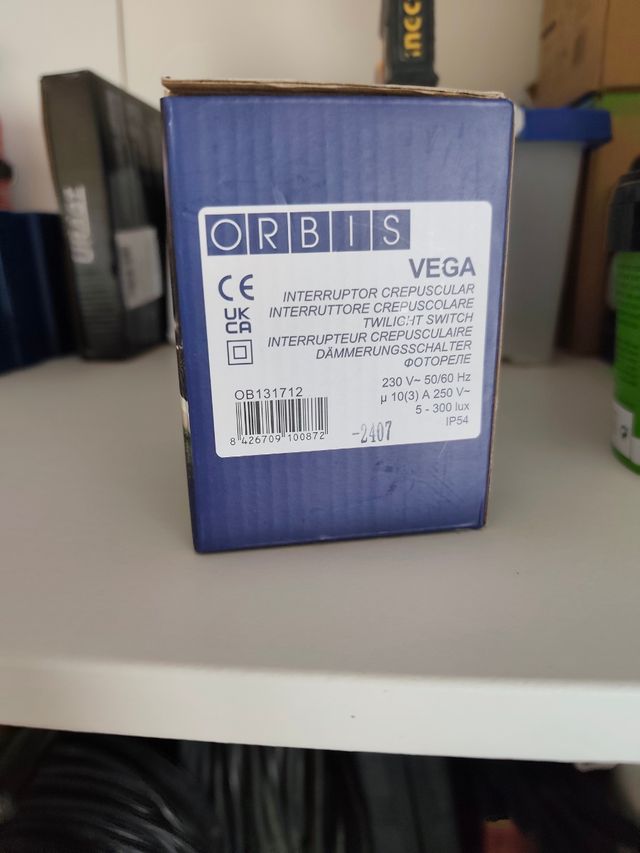 INGCO
ORBIS
VEGA
CE
INTERRUPTOR CREPUSCULAR
INTERRUTTORE CREPUSCOLARE
UK
CA
TWILIGHT SWITCH
INTERRUPTEUR CREPUSCULAIRE
DÄMMERUNGSSCHALTER
ФОТОРЕЛЕ
230 V~ 50/60 Hz
µ 10(3) A 250 V~
5 - 300 lux
IP54
OB131712
8 426709 100872
-2407